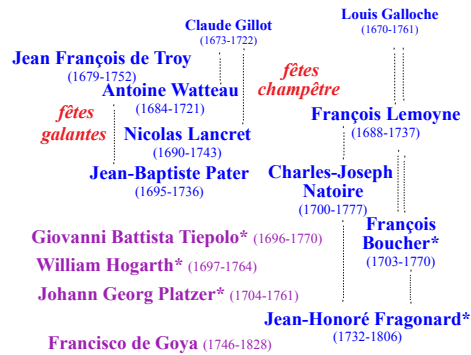 Claude Gillot
(1673-1722)
Louis Galloche
(1670-1761)
Jean François de Troy
(1679-1752)
Antoine Watteau
(1684-1721)
fêtes
champêtre
fêtes
galantes
François Lemoyne
(1688-1737)
Nicolas Lancret
(1690-1743)
Jean-Baptiste Pater
(1695-1736)
Charles-Joseph
Natoire
(1700-1777)
François
Boucher*
(1703-1770)
Giovanni Battista Tiepolo* (1696-1770)
William Hogarth* (1697-1764)
Johann Georg Platzer* (1704-1761)
Jean-Honoré Fragonard*
(1732-1806)
Francisco de Goya (1746-1828)